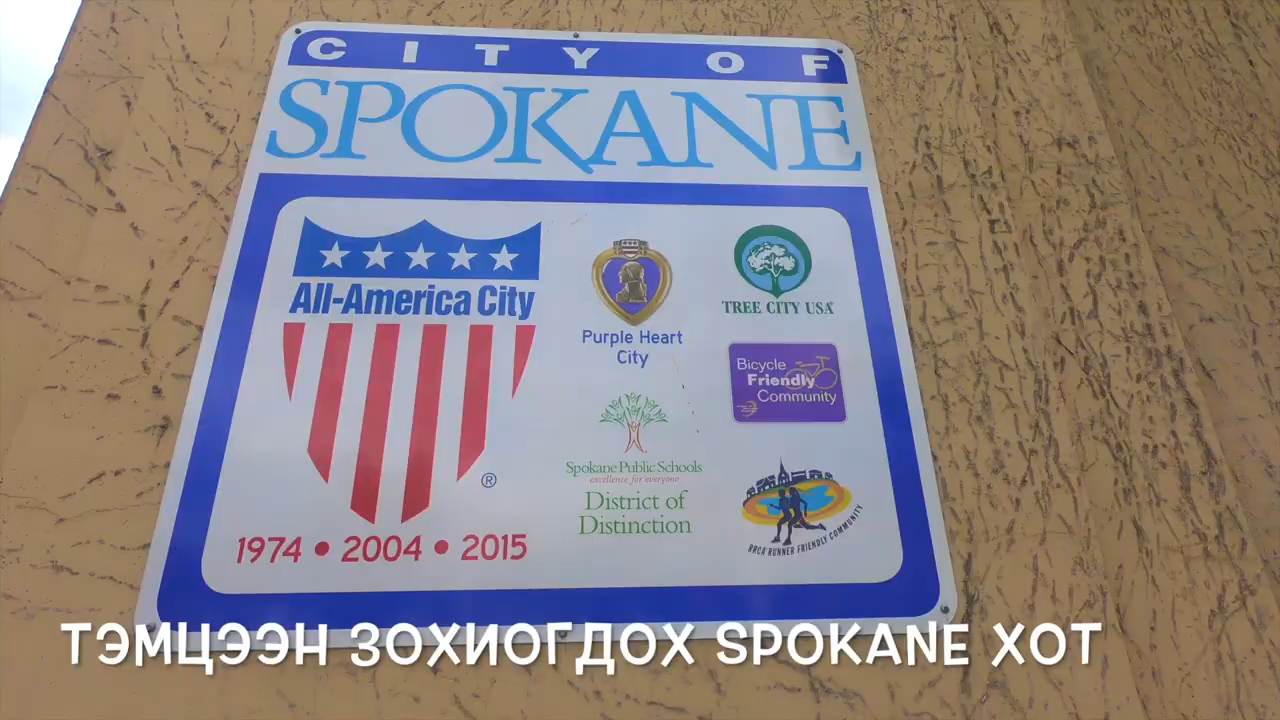 CITY OF
SPOKANE
All-America City
®
1974 • 2004 • 2015
Purple Heart
City
TREE CITY USA
Bicycle
Friendly
Community
Spokane Public Schools
excellence for everyone
District of
Distinction
RRCA RUNNER FRIENDLY COMMUNITY
ТЭМЦЭЭН ЗОХИОГДОХ SPOKANE ХОТ